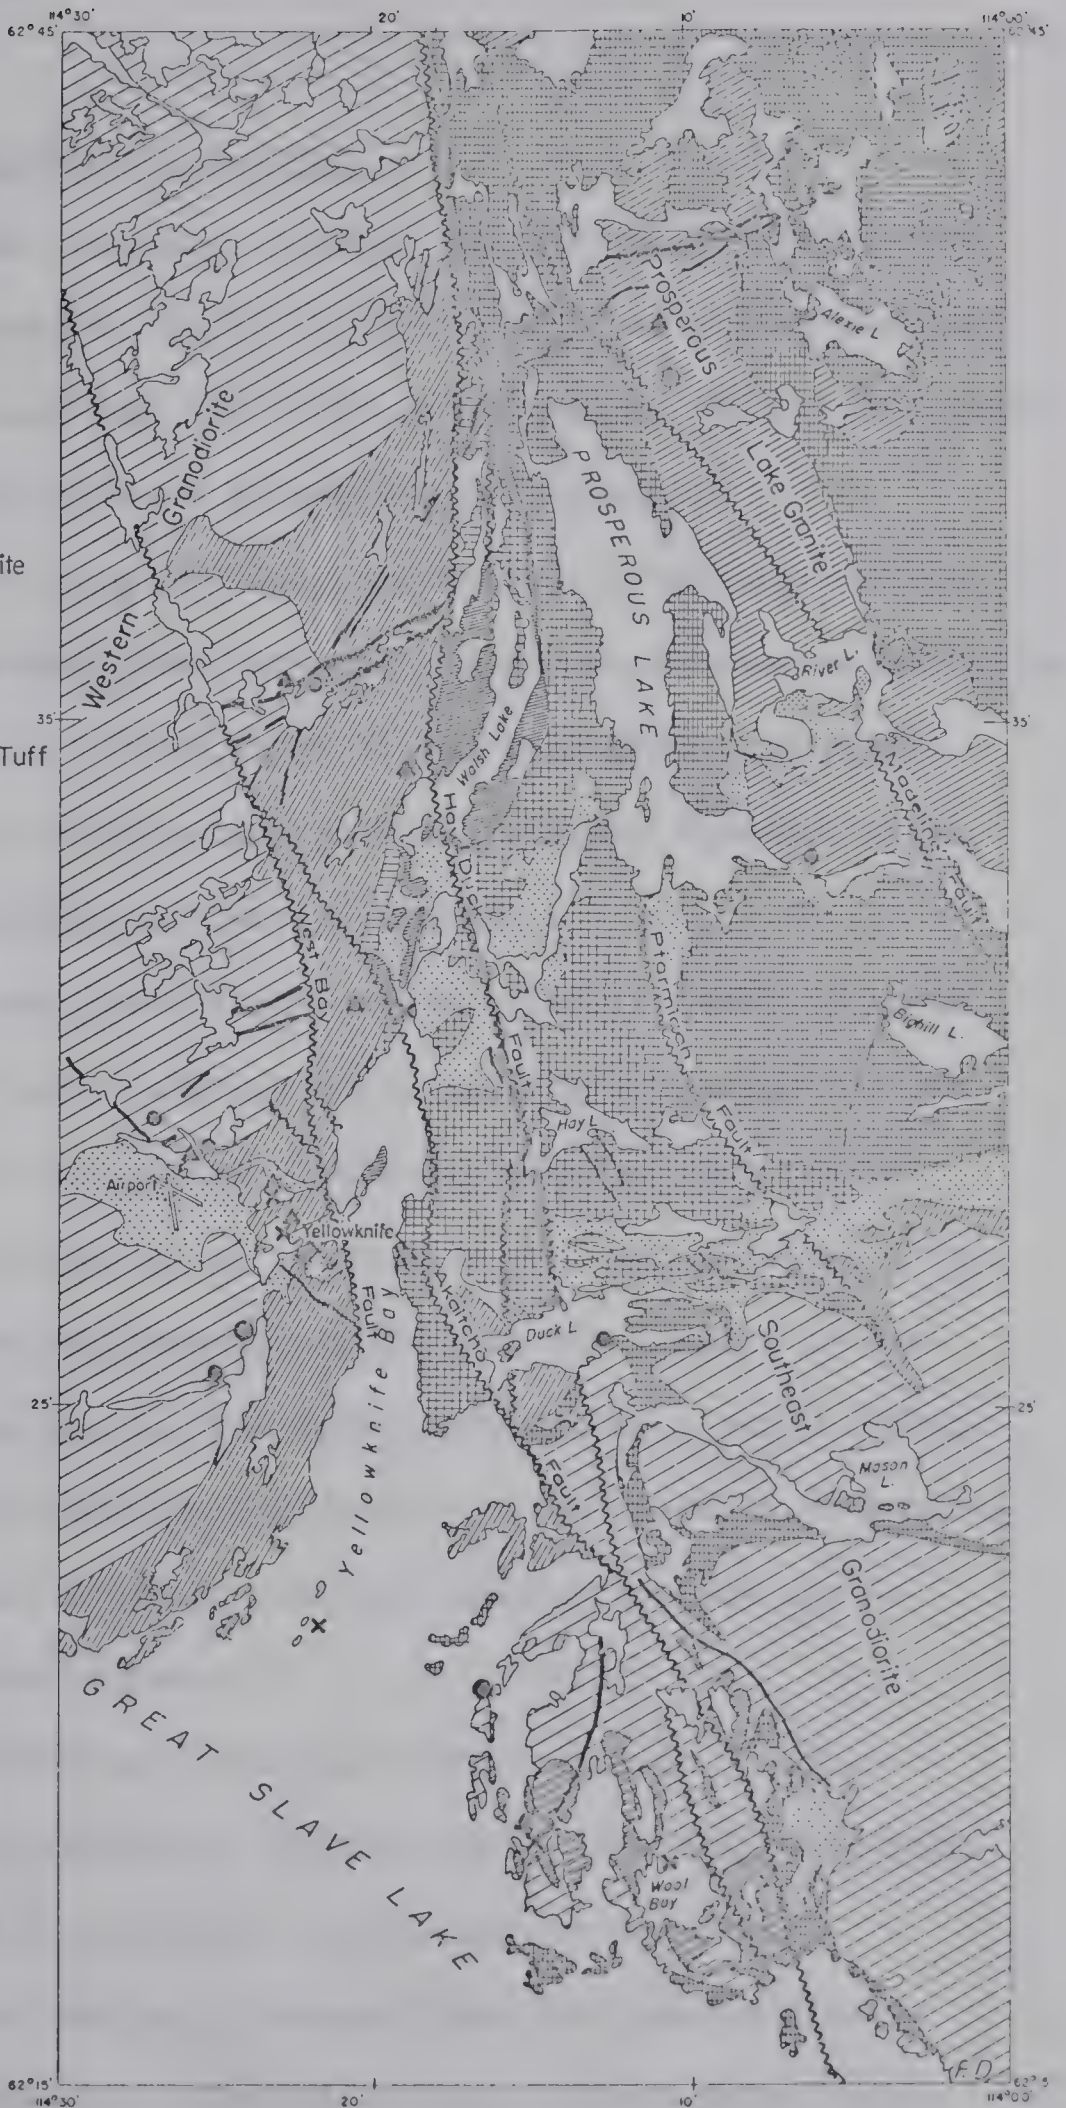 114°30'
20'
10'
114°00'
62°45'
Prosperous
Lake Granite
Alexie L
Western
Granodiorite
PROSPEROUS LAKE
ite
River L.
35'
35'
Tuff
Walsh Lake
Hay Duck
Fault
Madeline
Fault
West Bay
Fault
Ptarmigan
Fault
Bighill L.
Hay L
Airport
Yellowknife
Akaitcho
Fault
Duck L
Yellowknife Bay
Southeast
Granodiorite
25'
25'
Mason
L.
GREAT SLAVE LAKE
Wool
Bay
F. D.
62°15'
114°30'
20'
10'
114°00'